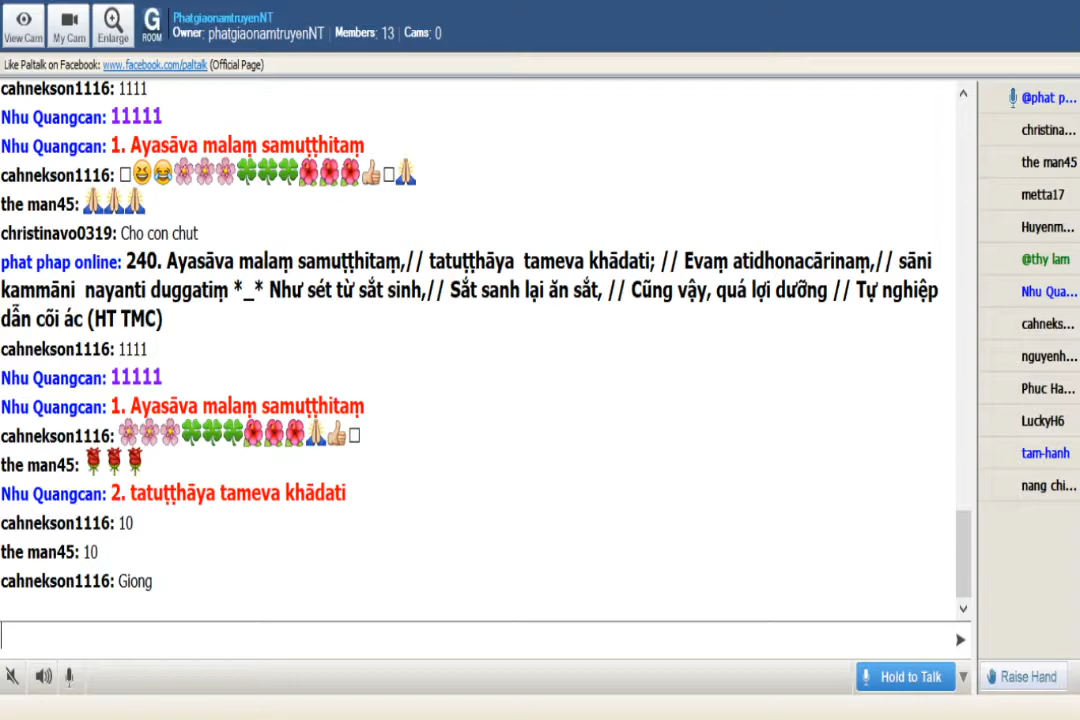 View Cam
My Cam
Enlarge
G
ROOM
PhatgiaonamtruyenNT
Owner: phatgiaonamtruyenNT | Members: 13 | Cams: 0
Like Paltalk on Facebook: www.facebook.com/paltalk (Official Page)
cahnekson1116: 1111
Nhu Quangcan: 11111
Nhu Quangcan: 1. Ayasāva malaṃ samuṭṭhitaṃ
cahnekson1116: 😆😂🌸🌸🌸🍀🍀🍀🌺🌺🌺👍🙏
the man45: 🙏🙏🙏
christinavo0319: Cho con chut
phat phap online: 240. Ayasāva malaṃ samuṭṭhitaṃ,// tatuṭṭhāya tameva khādati; // Evaṃ atidhonacārinaṃ,// sāni
kammāni nayanti duggatiṃ *_* Như sét từ sắt sinh,// Sắt sanh lại ăn sắt, // Cũng vậy, quá lợi dưỡng // Tự nghiệp
dẫn cõi ác (HT TMC)
cahnekson1116: 1111
Nhu Quangcan: 11111
Nhu Quangcan: 1. Ayasāva malaṃ samuṭṭhitaṃ
cahnekson1116: 🌸🌸🌸🍀🍀🍀🌺🌺🌺🙏👍
the man45: 🌹🌹🌹
Nhu Quangcan: 2. tatuṭṭhāya tameva khādati
cahnekson1116: 10
the man45: 10
cahnekson1116: Giong
@phat p...
christina...
the man45
metta17
Huyenm...
@thy lam
Nhu Qua...
cahneks...
nguyenh...
Phuc Ha...
LuckyH6
tam-hanh
nang chi...
Hold to Talk
Raise Hand